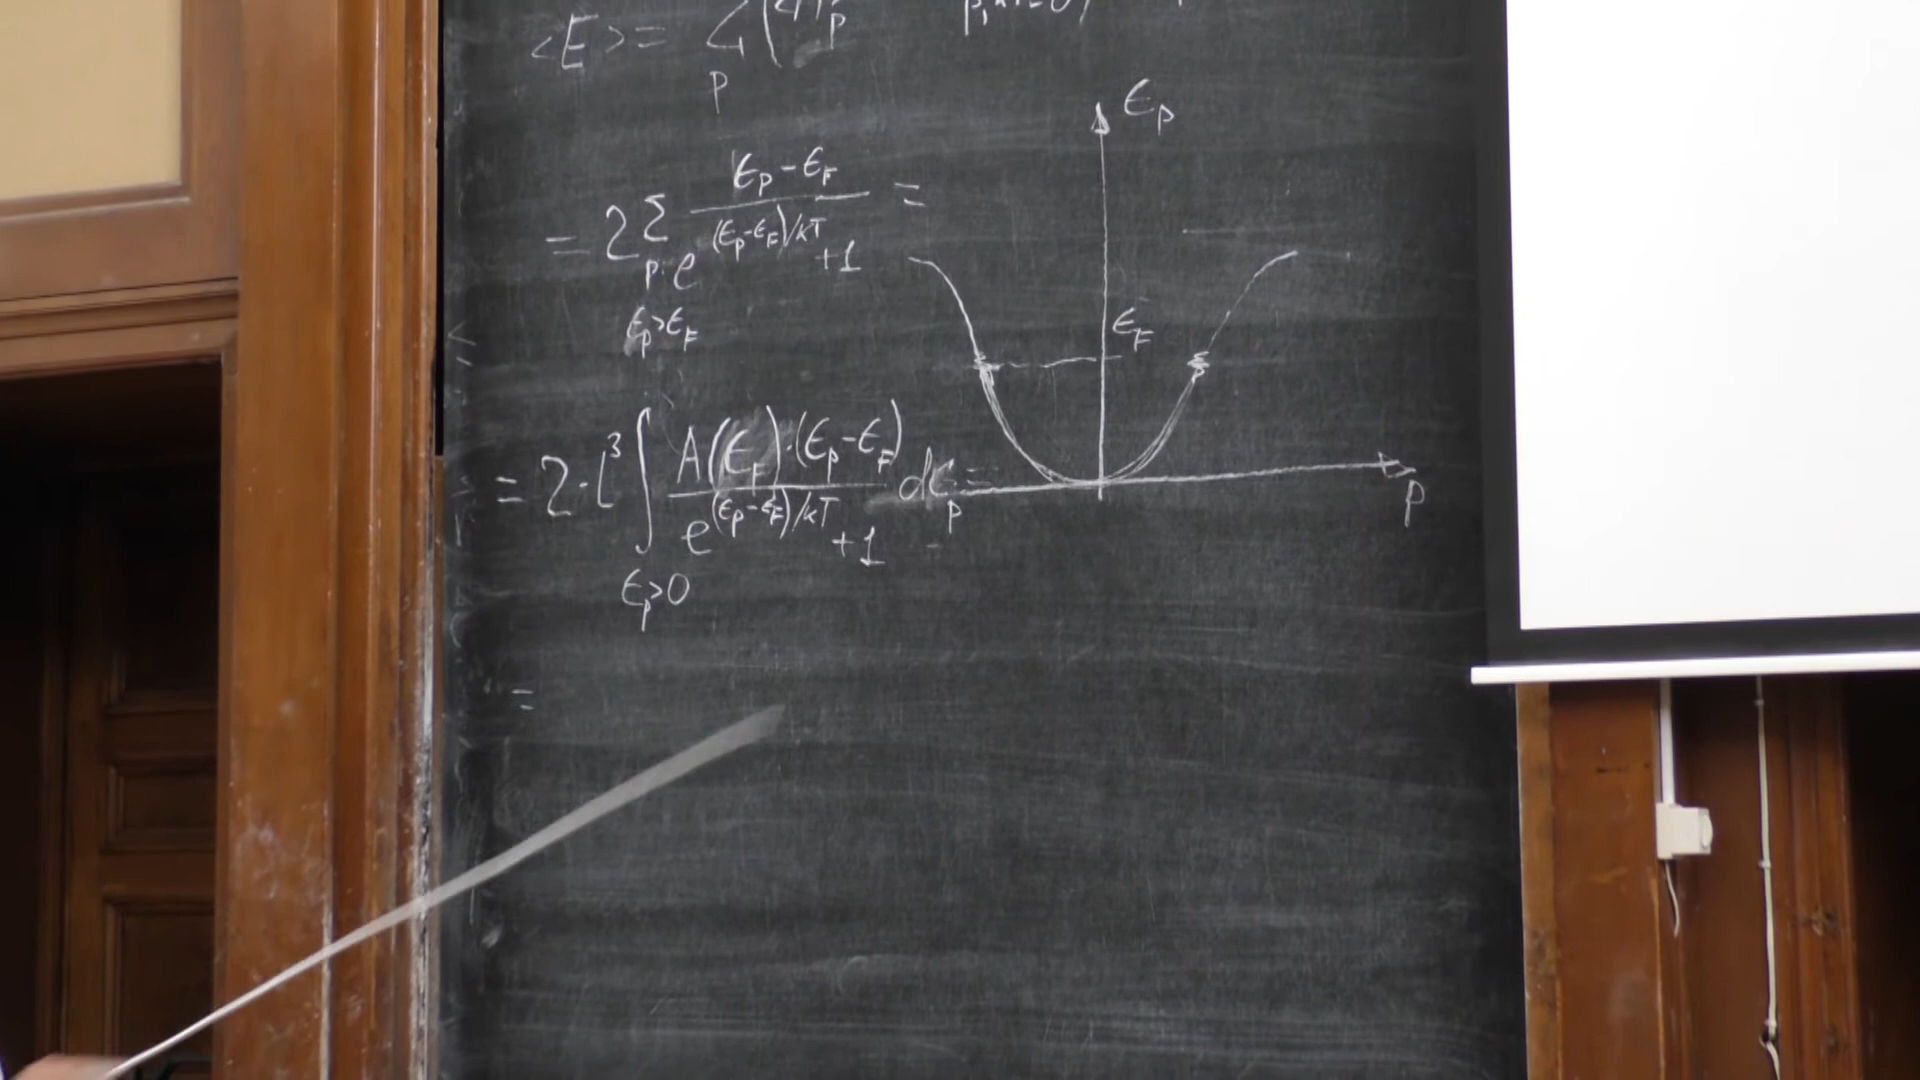 <E> = Σ
p
= 2 Σ (ϵ_p - ϵ_F) / (e^{(ϵ_p - ϵ_F)/kT} + 1) =
p:
ϵ_p > ϵ_F
= 2·L³ ∫ A(ϵ_F)·(ϵ_p - ϵ_F) / (e^{(ϵ_p - ϵ_F)/kT} + 1) dϵ_p =
ϵ_p > 0
=
ϵ_p
ϵ_F
p